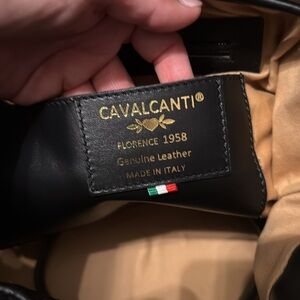 CAVALCANTI®
FLORENCE 1958
Genuine Leather
MADE IN ITALY